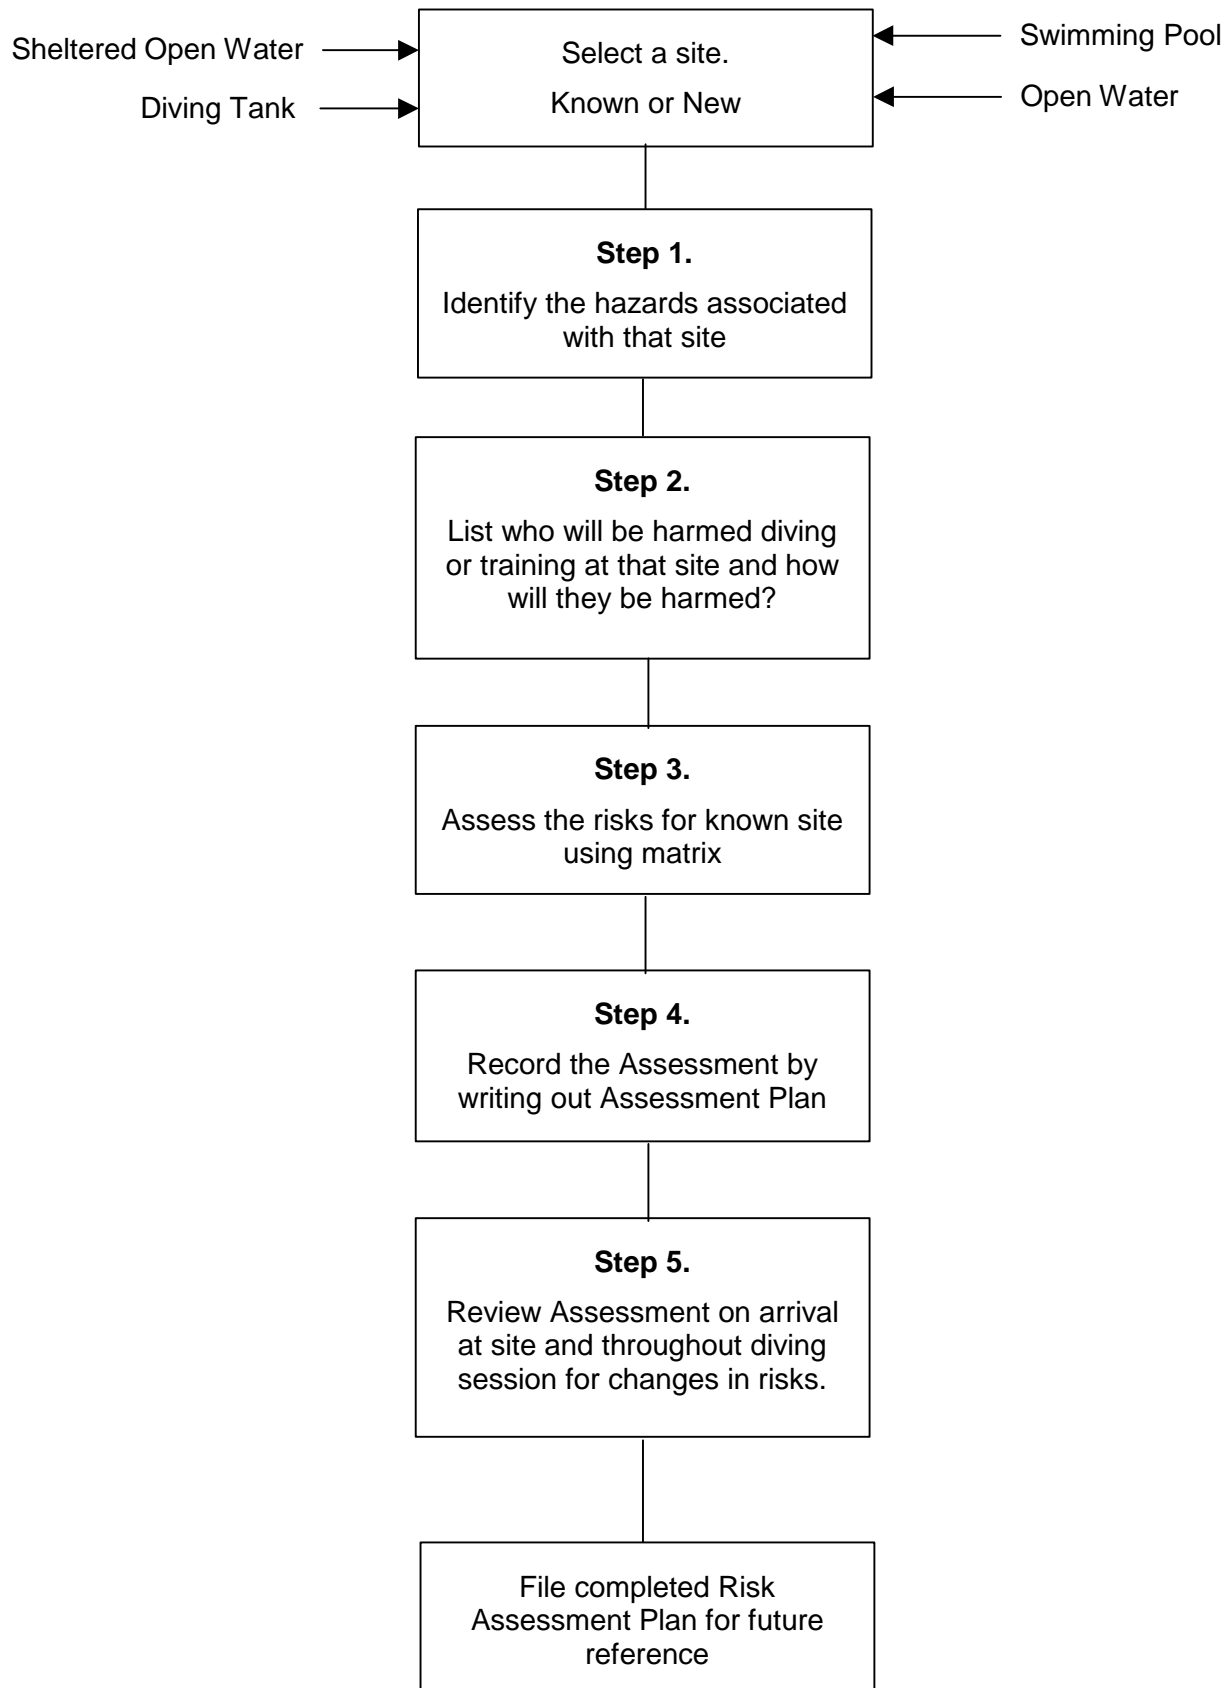 Sheltered Open Water
Diving Tank
Select a site.
Known or New
Swimming Pool
Open Water
Step 1.
Identify the hazards associated
with that site
Step 2.
List who will be harmed diving
or training at that site and how
will they be harmed?
Step 3.
Assess the risks for known site
using matrix
Step 4.
Record the Assessment by
writing out Assessment Plan
Step 5.
Review Assessment on arrival
at site and throughout diving
session for changes in risks.
File completed Risk
Assessment Plan for future
reference